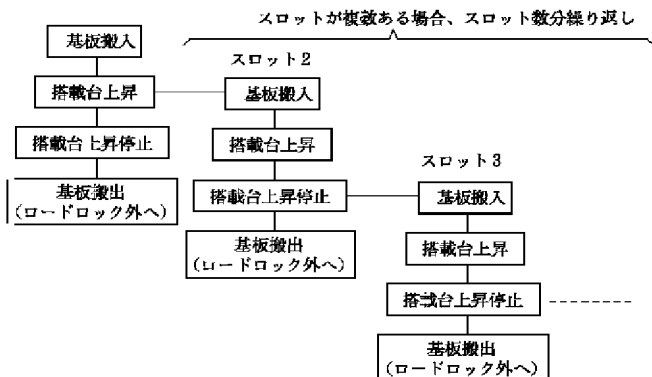 スロットが複数ある場合、スロット数分繰り返し
基板搬入
スロット2
搭載台上昇
基板搬入
搭載台上昇停止
搭載台上昇
スロット3
基板搬出
(ロードロック外へ)
搭載台上昇停止
基板搬入
基板搬出
(ロードロック外へ)
搭載台上昇
搭載台上昇停止
基板搬出
(ロードロック外へ)